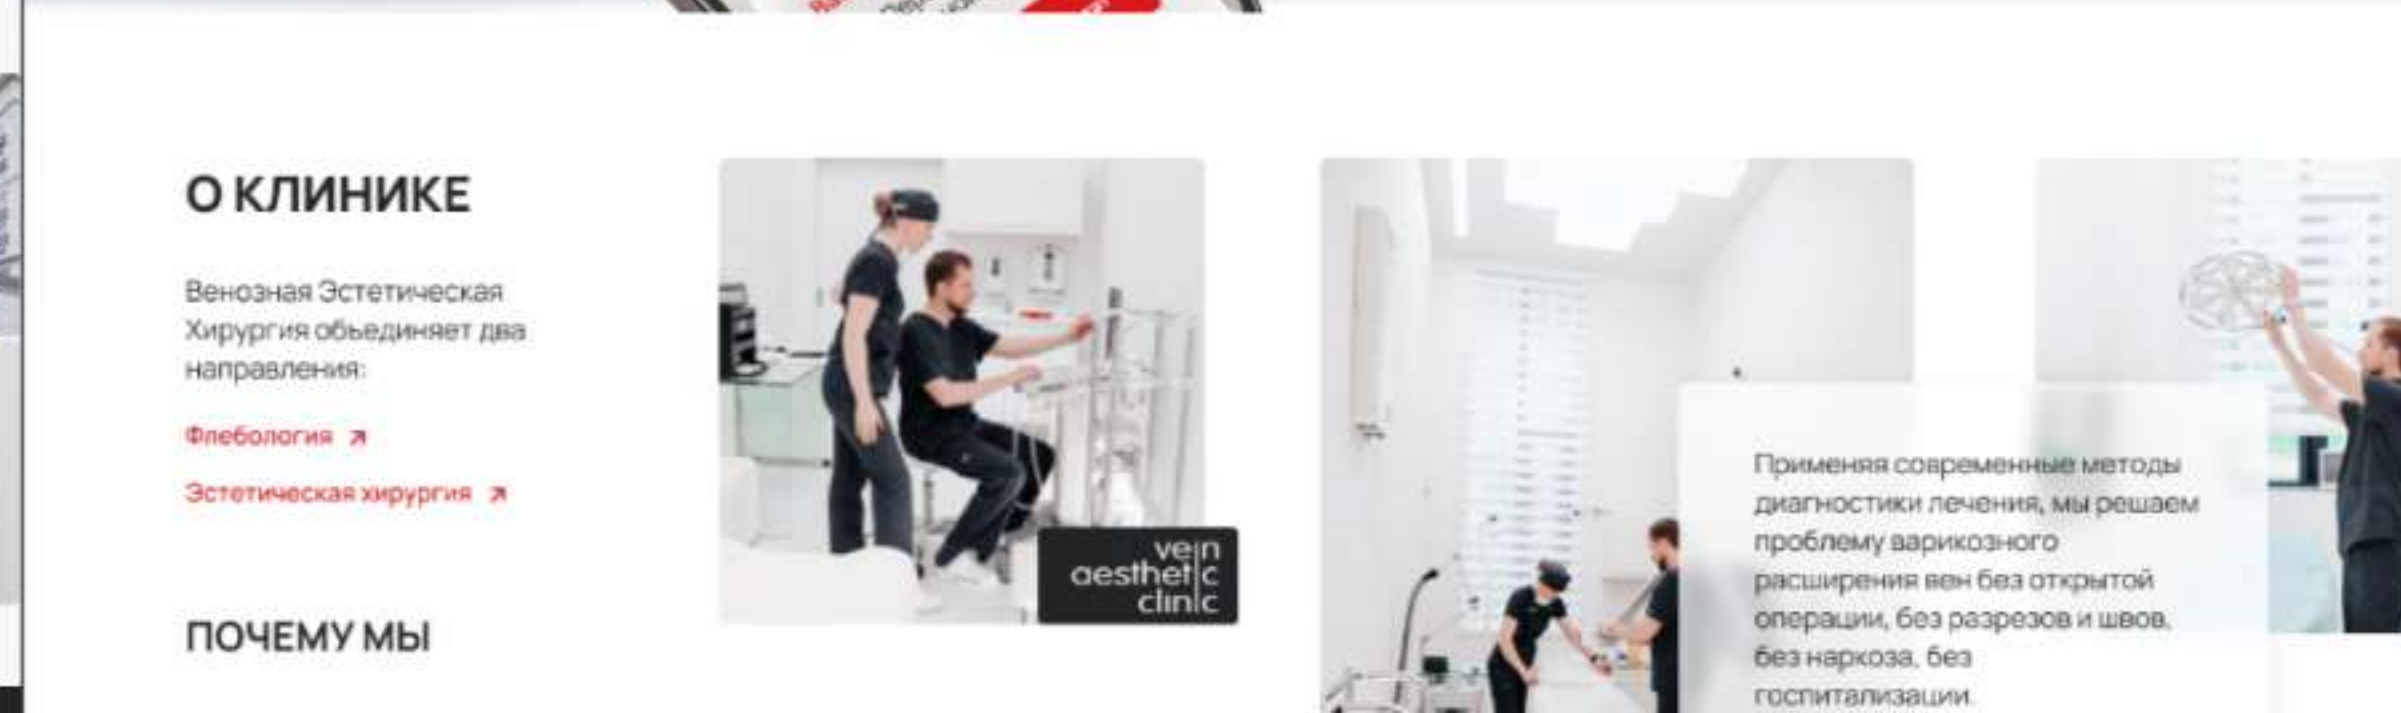 О КЛИНИКЕ
Венозная Эстетическая
Хирургия объединяет два
направления:
Флебология
Эстетическая хирургия
ПОЧЕМУ МЫ
vein
aesthetic
clinic
Применяя современные методы
диагностики лечения, мы решаем
проблему варикозного
расширения вен без открытой
операции, без разрезов и швов,
без наркоза, без
госпитализации.